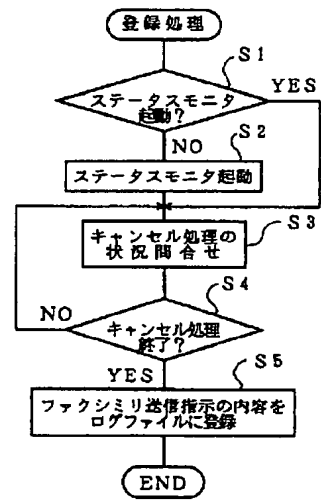 登録処理
S1
ステータスモニタ
起動?
YES
NO
S2
ステータスモニタ起動
S3
キャンセル処理の
状況問合せ
S4
キャンセル処理
終了?
NO
YES
S5
ファクシミリ送信指示の内容を
ログファイルに登録
END